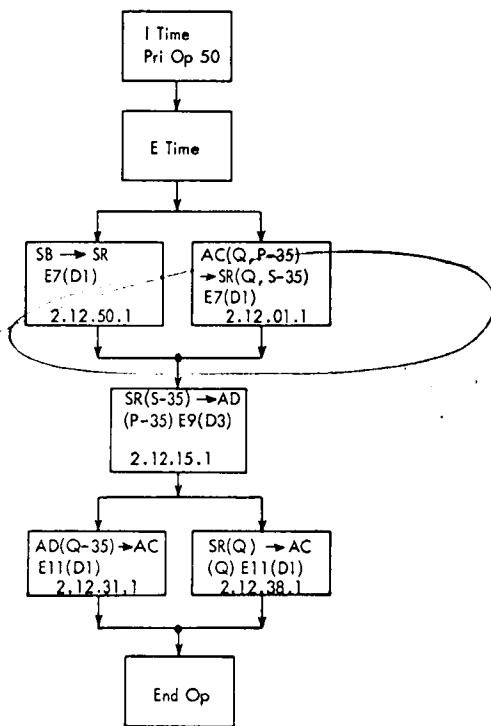 I Time
Pri Op 50
E Time
SB → SR
E7(D1)
2.12.50.1
AC(Q,P-35)
→SR(Q,S-35)
E7(D1)
2.12.01.1
SR(S-35) →AD
(P-35) E9(D3)
2.12.15.1
AD(Q-35)→AC
E11(D1)
2.12.31.1
SR(Q) → AC
(Q) E11(D1)
2.12.38.1
End Op